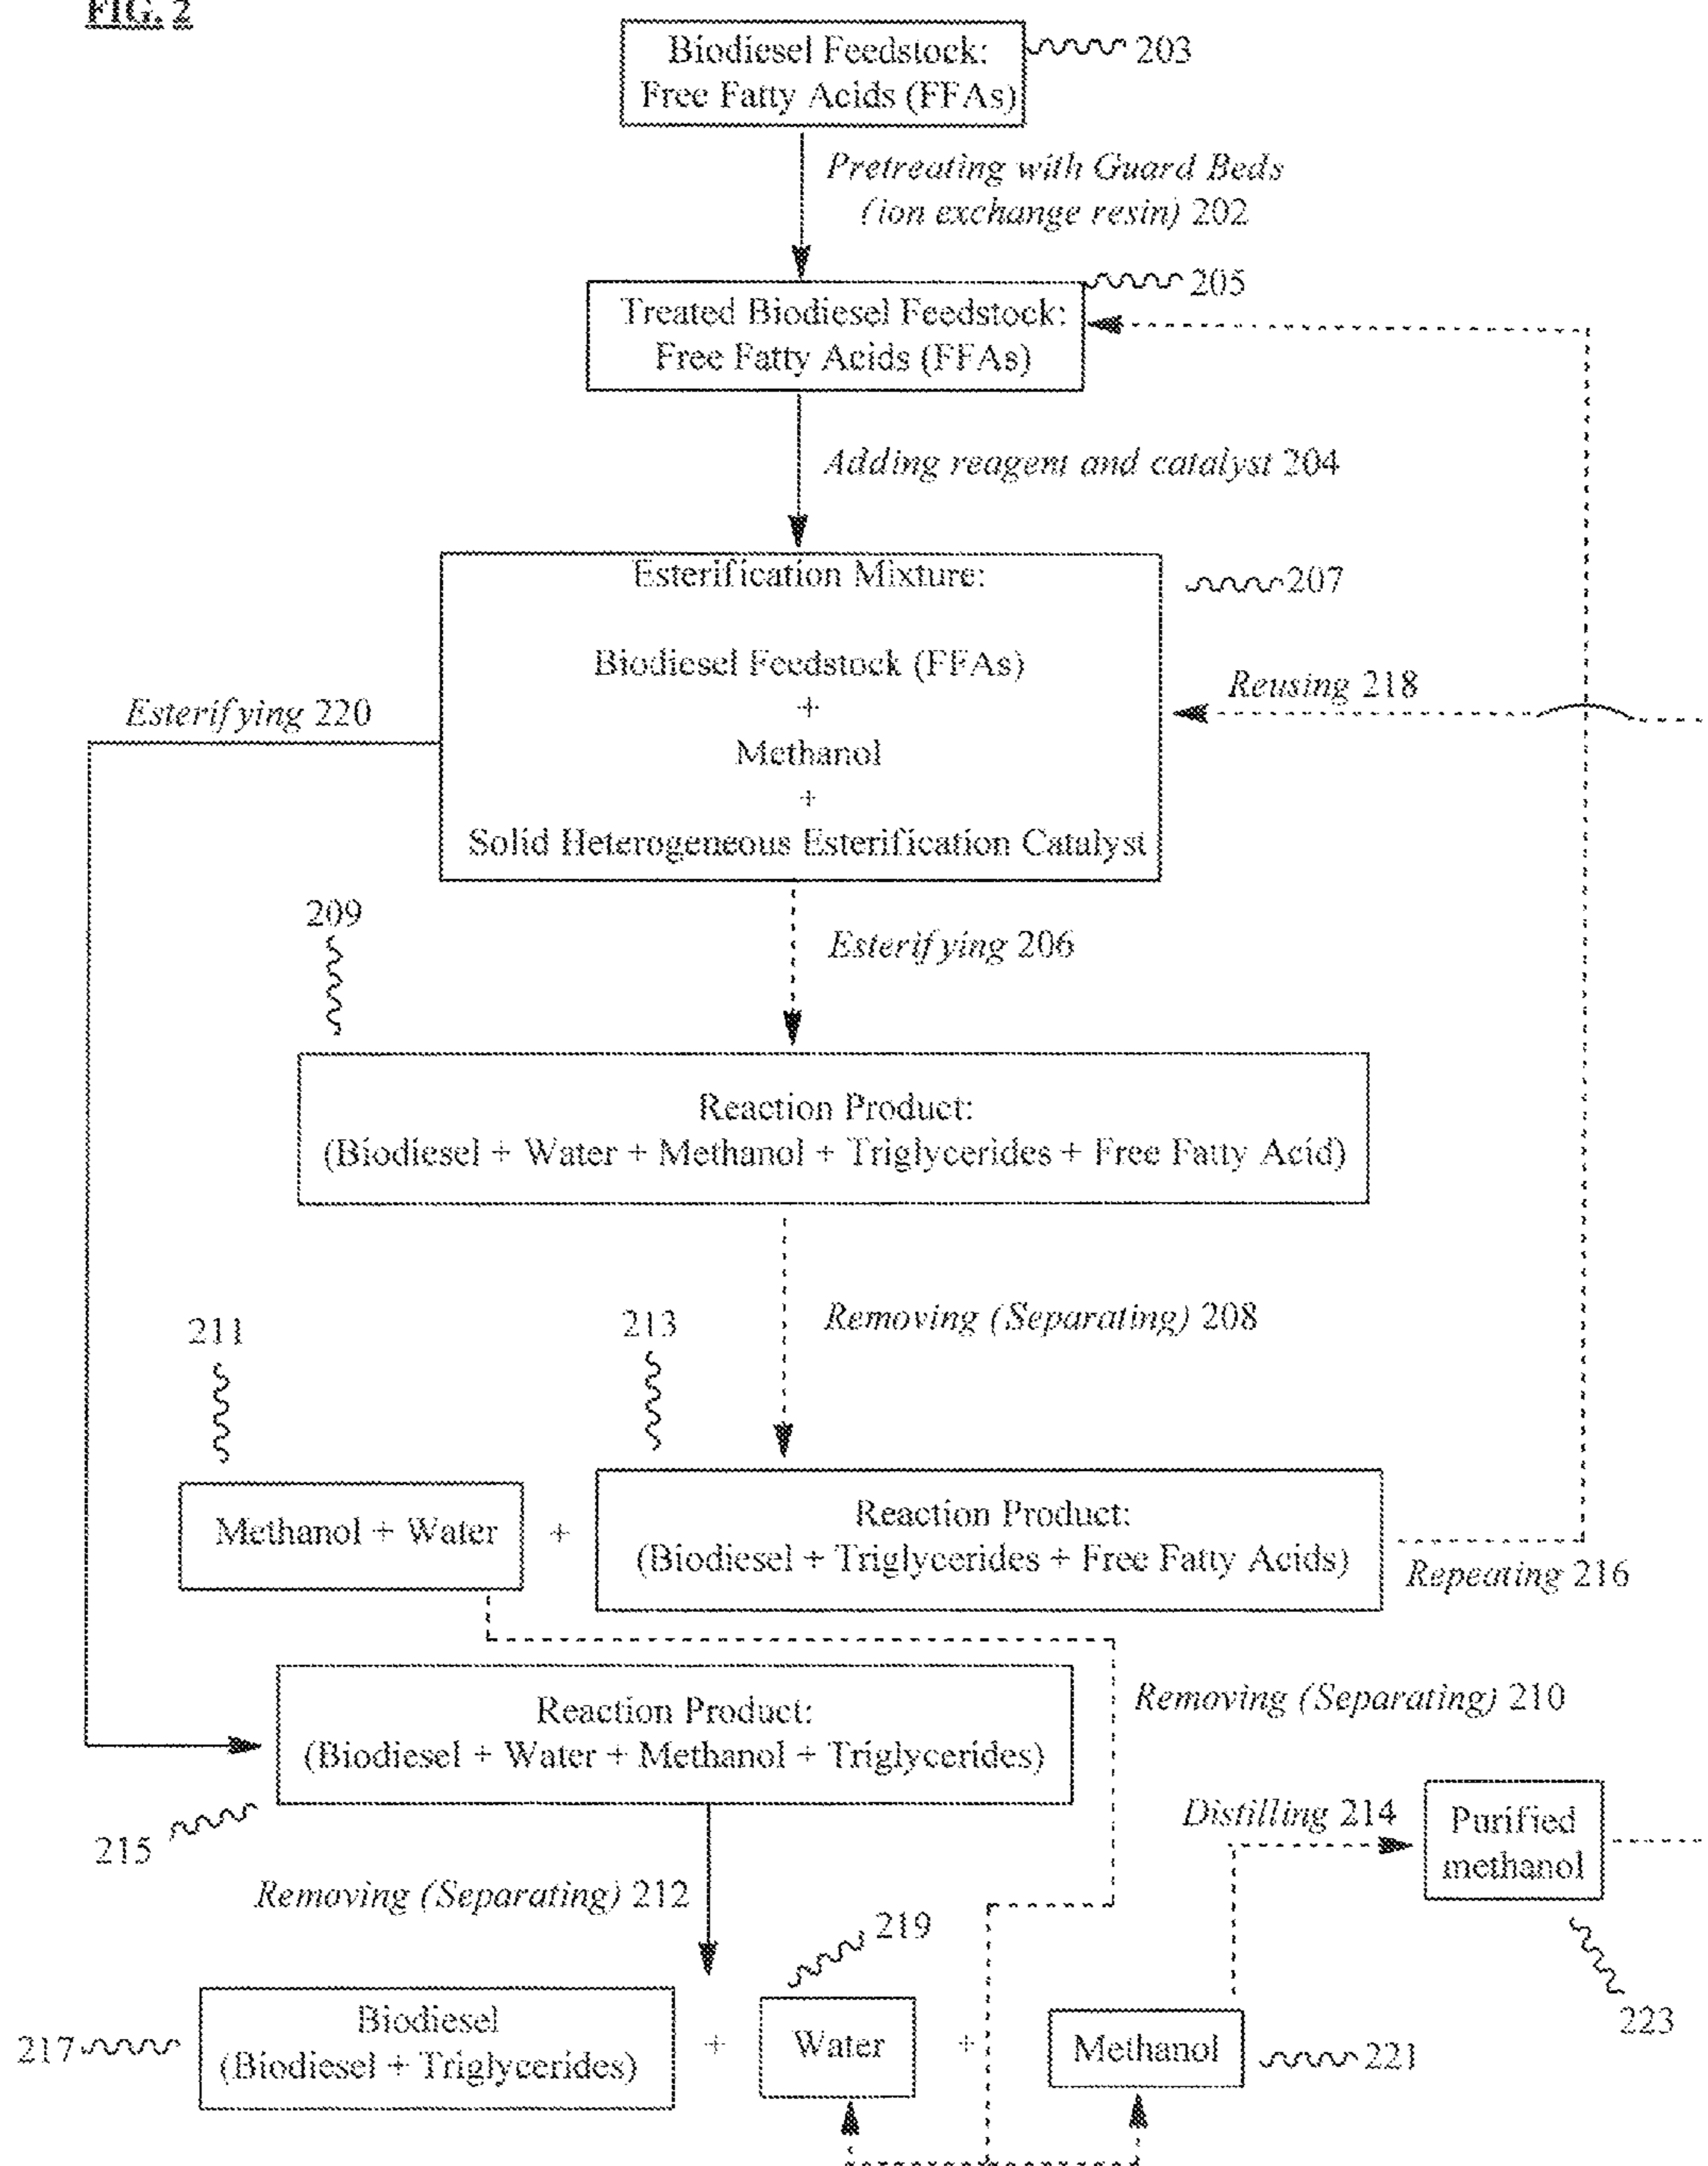 FIG. 2
Biodiesel Feedstock:
Free Fatty Acids (FFAs)
203
Pretreating with Guard Beds
(ion exchange resin) 202
205
Treated Biodiesel Feedstock:
Free Fatty Acids (FFAs)
Adding reagent and catalyst 204
Esterification Mixture:
207
Biodiesel Feedstock (FFAs)
+
Methanol
+
Solid Heterogeneous Esterification Catalyst
Reusing 218
Esterifying 220
209
Esterifying 206
Reaction Product:
(Biodiesel + Water + Methanol + Triglycerides + Free Fatty Acid)
211
213
Removing (Separating) 208
Methanol + Water
+
Reaction Product:
(Biodiesel + Triglycerides + Free Fatty Acids)
Repeating 216
Reaction Product:
(Biodiesel + Water + Methanol + Triglycerides)
Removing (Separating) 210
215
Distilling 214
Purified
methanol
Removing (Separating) 212
219
223
217
Biodiesel
(Biodiesel + Triglycerides)
+
Water
+
Methanol
221